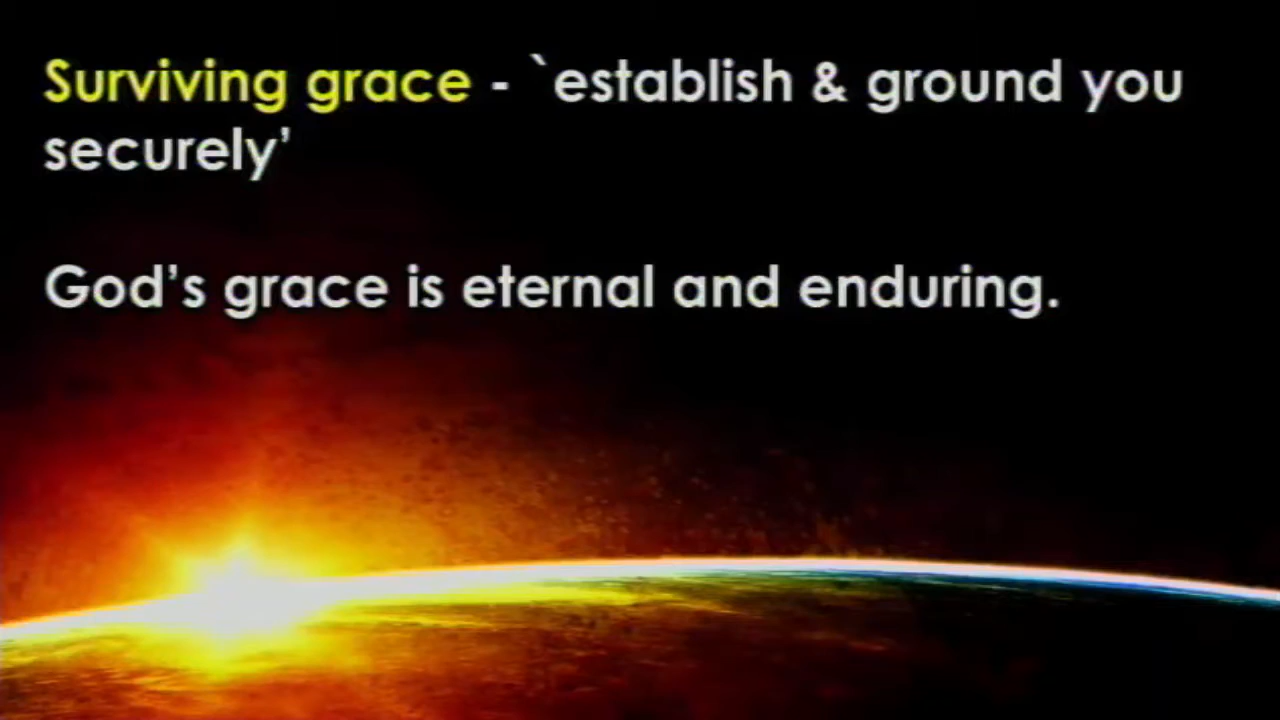 Surviving grace - `establish & ground you
securely’
God’s grace is eternal and enduring.